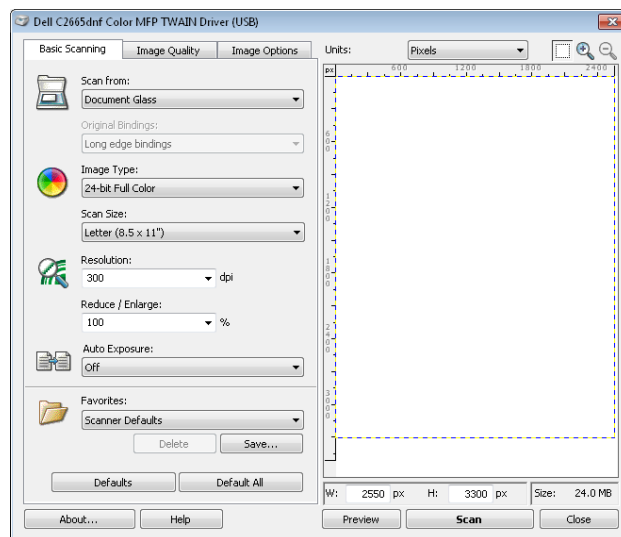 Dell C2665dnf Color MFP TWAIN Driver (USB)
Basic Scanning Image Quality Image Options
Scan from:
Document Glass
Original Bindings:
Long edge bindings
Image Type:
24-bit Full Color
Scan Size:
Letter (8.5 x 11")
Resolution:
300 dpi
Reduce / Enlarge:
100 %
Auto Exposure:
Off
Favorites:
Scanner Defaults
Delete Save...
Defaults Default All
About... Help
Units: Pixels
px 600 1200 1800 2400
600
1200
1800
2400
3000
W: 2550 px H: 3300 px Size: 24.0 MB
Preview Scan Close